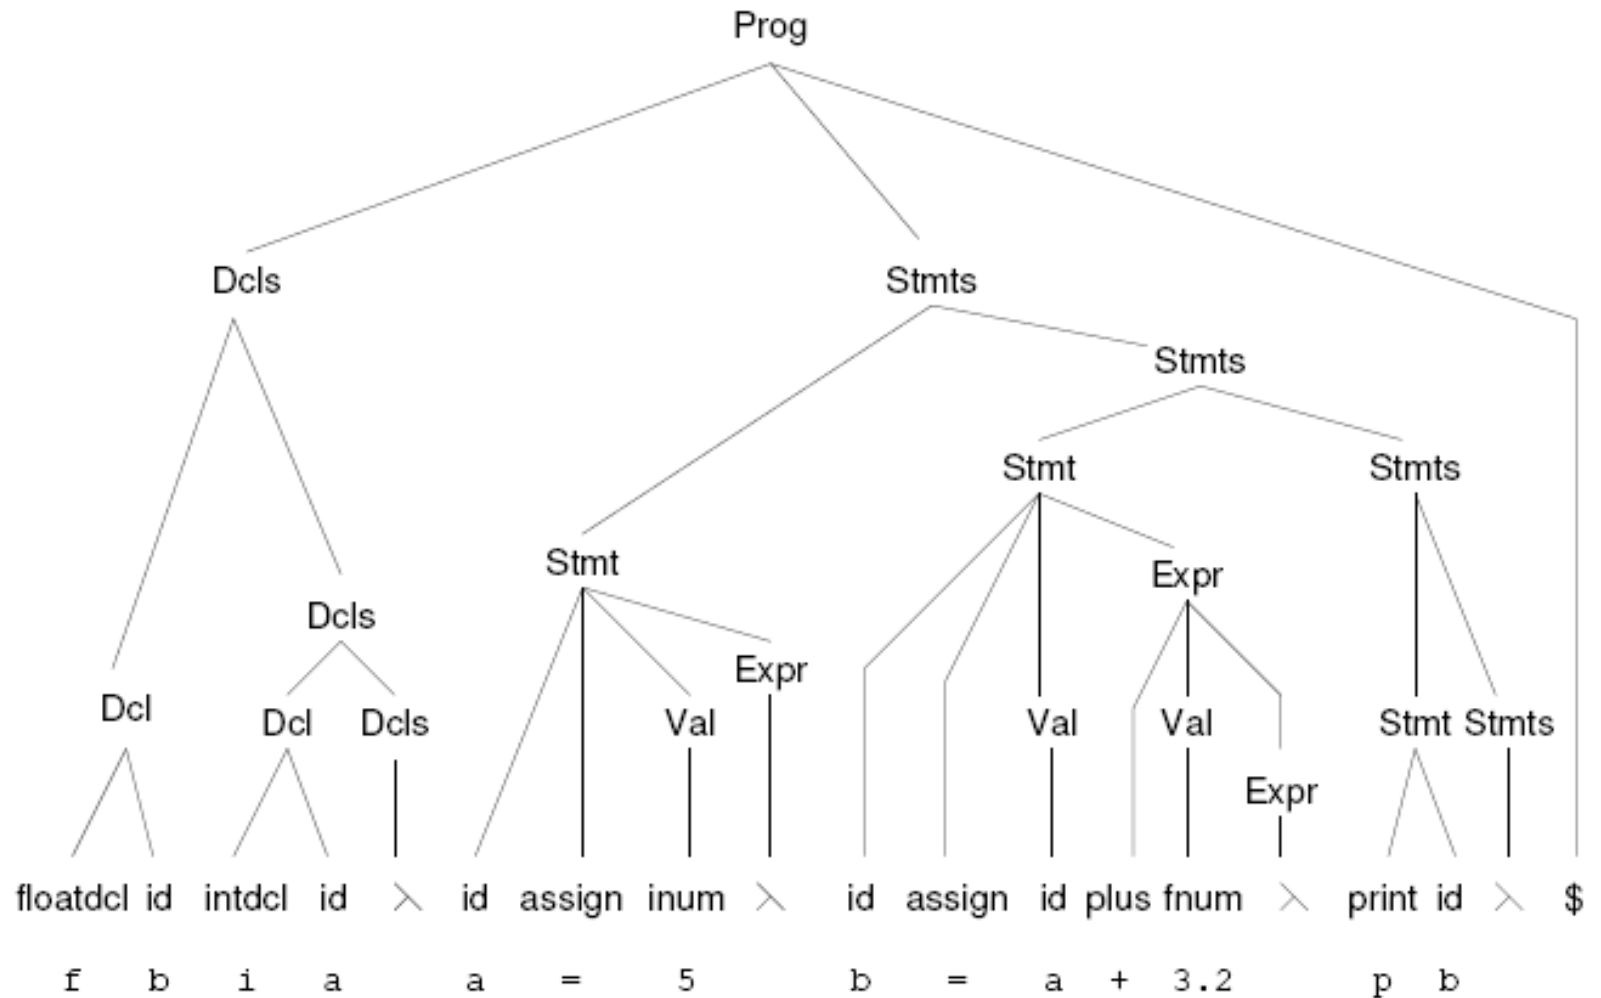 Prog
Dcls Stmts
Stmts
Stmt Stmts
Stmt Expr
Dcls
Expr
Dcl Dcl Dcls Val Val Val Stmt Stmts
Expr
floatdcl id intdcl id λ id assign inum λ id assign id plus fnum λ print id λ $
f b i a a = 5 b = a + 3.2 p b